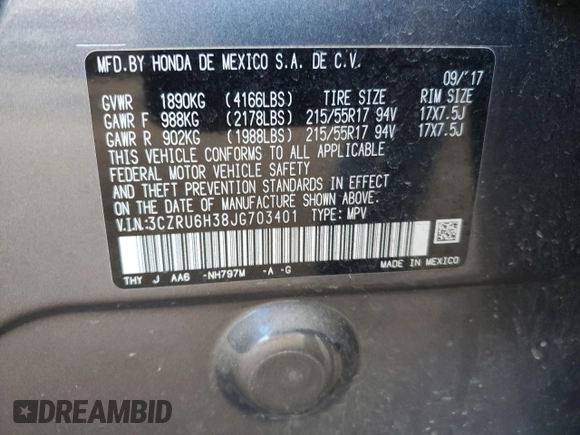 MFD. BY HONDA DE MEXICO S.A. DE C.V.
09/'17
GVWR 1890KG (4166LBS) TIRE SIZE RIM SIZE
GAWR F 988KG (2178LBS) 215/55R17 94V 17X7.5J
GAWR R 902KG (1988LBS) 215/55R17 94V 17X7.5J
THIS VEHICLE CONFORMS TO ALL APPLICABLE
FEDERAL MOTOR VEHICLE SAFETY
AND THEFT PREVENTION STANDARDS IN EFFECT
ON THE DATE OF MANUFACTURE SHOWN ABOVE.
V.I.N:3CZRU6H38JG703401 TYPE: MPV
THY J AA6 -NH797M -A -G
MADE IN MEXICO
DREAMBID